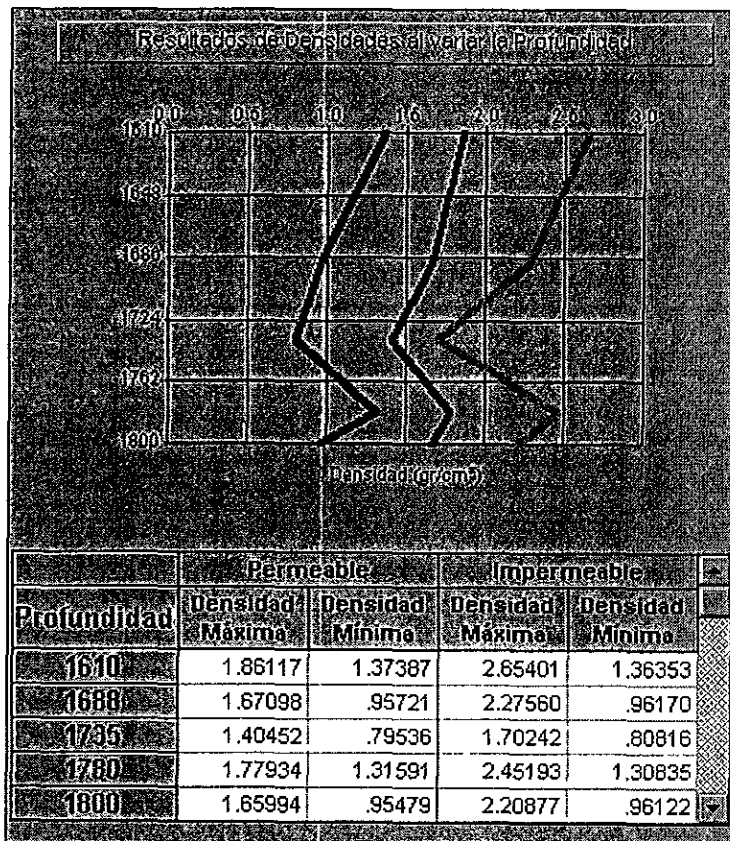 Resultados de Densidades al variar la Profundidad
0.0 0.5 1.0 1.5 2.0 2.5 3.0
1610
1648
1686
1724
1762
1800
Densidad (gr/cm³)
Permeable Impermeable
Profundidad Densidad Máxima Densidad Mínima Densidad Máxima Densidad Mínima
1610 1.86117 1.37387 2.65401 1.36353
1688 1.67098 .95721 2.27560 .96170
1735 1.40452 .79536 1.70242 .80816
1780 1.77934 1.31591 2.45193 1.30835
1800 1.65994 .95479 2.20877 .96122